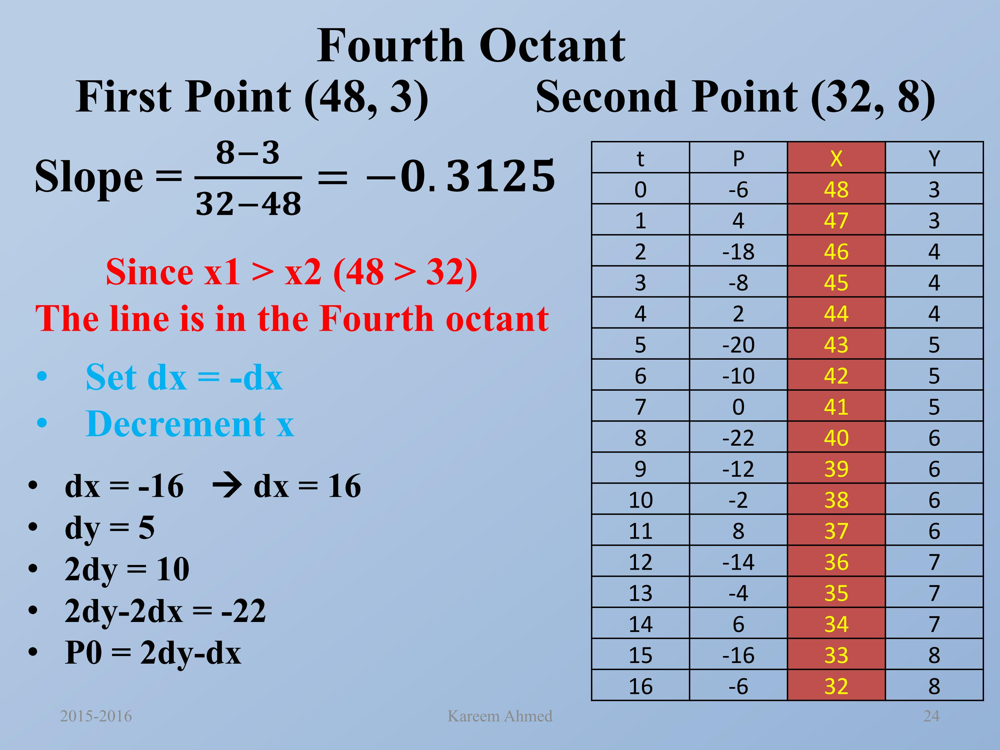 Fourth Octant
First Point (48, 3) Second Point (32, 8)
Slope = 8−3 / 32−48 = −0.3125
Since x1 > x2 (48 > 32)
The line is in the Fourth octant
• Set dx = -dx
• Decrement x
• dx = -16 → dx = 16
• dy = 5
• 2dy = 10
• 2dy-2dx = -22
• P0 = 2dy-dx
t P X Y
0 -6 48 3
1 4 47 3
2 -18 46 4
3 -8 45 4
4 2 44 4
5 -20 43 5
6 -10 42 5
7 0 41 5
8 -22 40 6
9 -12 39 6
10 -2 38 6
11 8 37 6
12 -14 36 7
13 -4 35 7
14 6 34 7
15 -16 33 8
16 -6 32 8
2015-2016 Kareem Ahmed 24